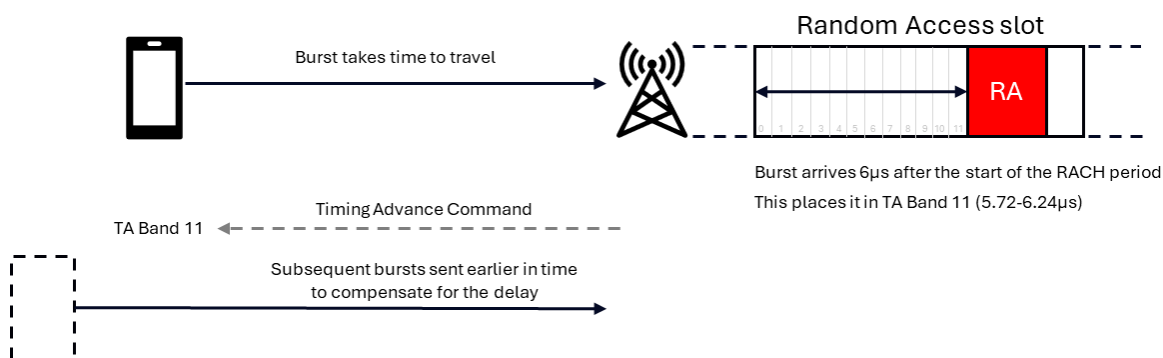 Random Access slot
Burst takes time to travel
RA
0 1 2 3 4 5 6 7 8 9 10 11
Burst arrives 6µs after the start of the RACH period
This places it in TA Band 11 (5.72-6.24µs)
Timing Advance Command
TA Band 11
Subsequent bursts sent earlier in time
to compensate for the delay